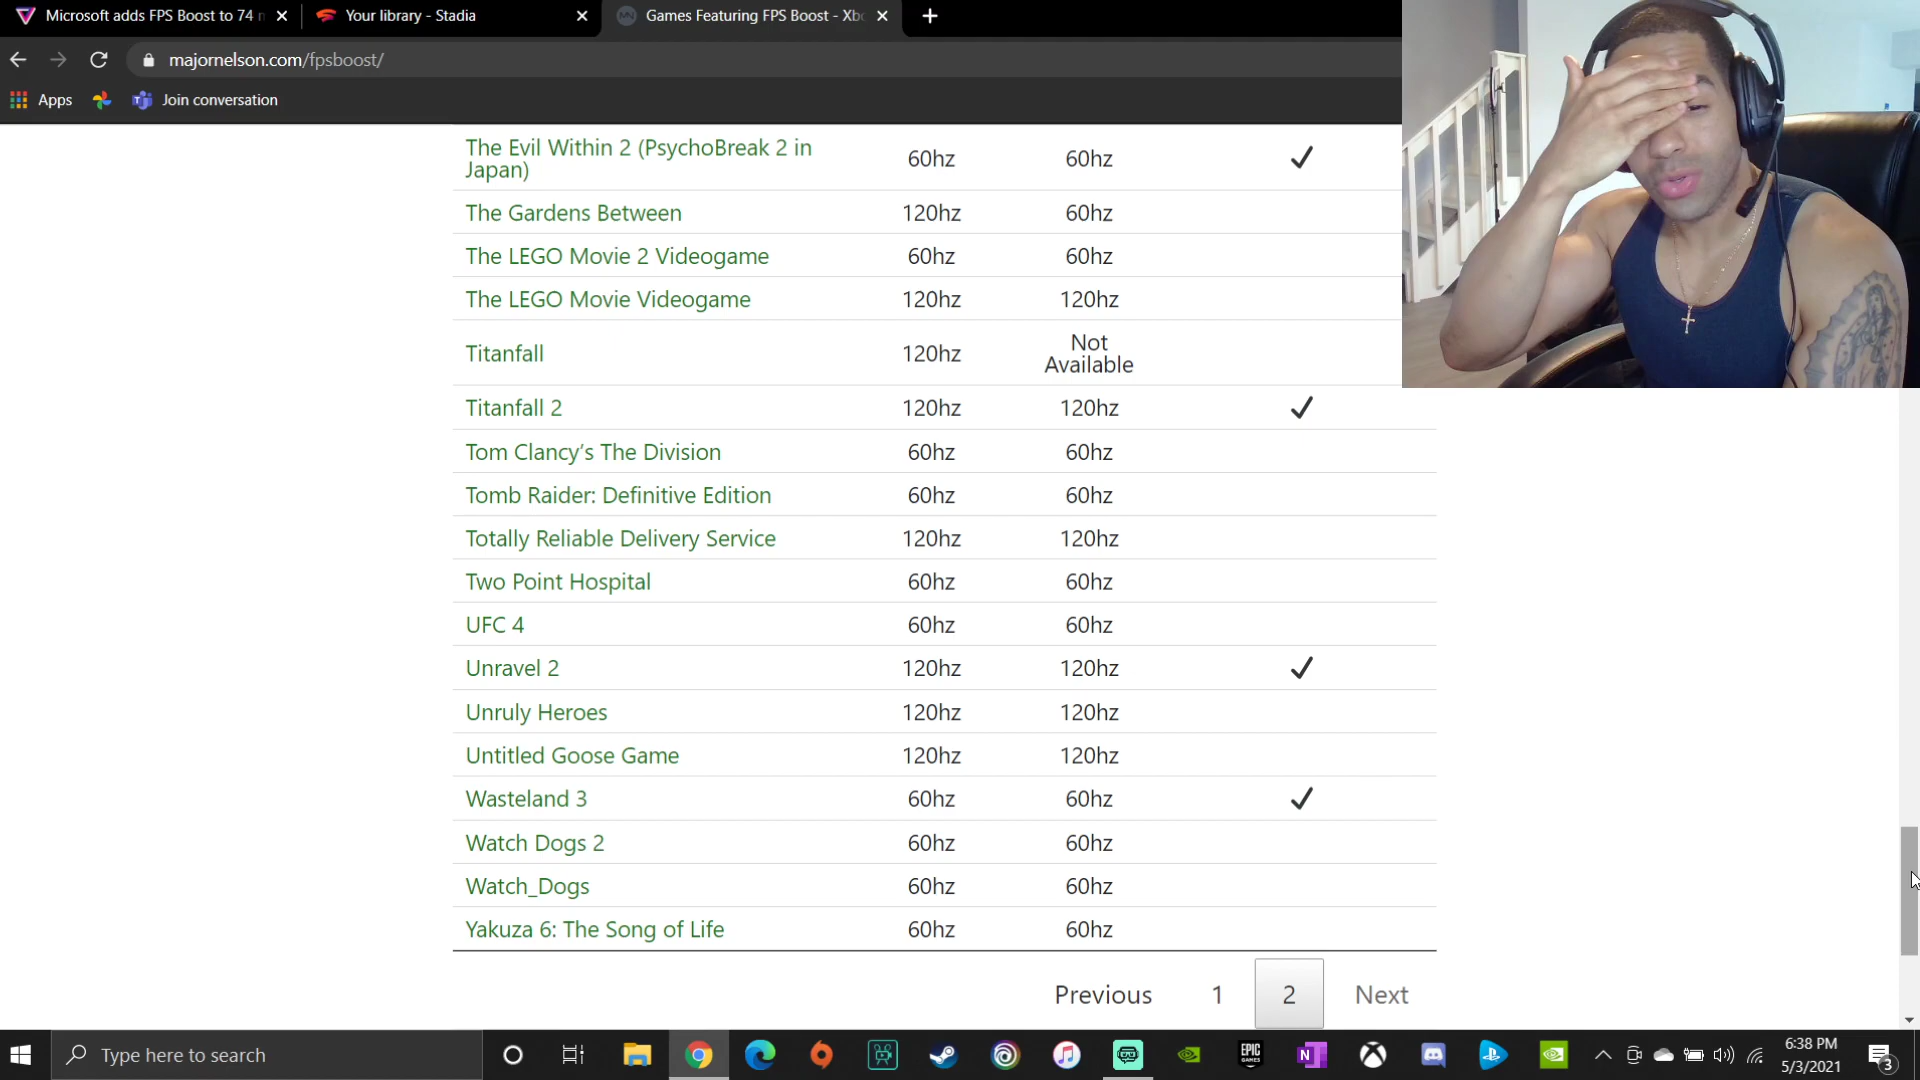 Microsoft adds FPS Boost to 74 
Your library - Stadia
Games Featuring FPS Boost - Xbo
majornelson.com/fpsboost/
Apps
Join conversation
The Evil Within 2 (PsychoBreak 2 in
Japan) 60hz 60hz ✓
The Gardens Between 120hz 60hz
The LEGO Movie 2 Videogame 60hz 60hz
The LEGO Movie Videogame 120hz 120hz
Titanfall 120hz Not
Available
Titanfall 2 120hz 120hz ✓
Tom Clancy’s The Division 60hz 60hz
Tomb Raider: Definitive Edition 60hz 60hz
Totally Reliable Delivery Service 120hz 120hz
Two Point Hospital 60hz 60hz
UFC 4 60hz 60hz
Unravel 2 120hz 120hz ✓
Unruly Heroes 120hz 120hz
Untitled Goose Game 120hz 120hz
Wasteland 3 60hz 60hz ✓
Watch Dogs 2 60hz 60hz
Watch_Dogs 60hz 60hz
Yakuza 6: The Song of Life 60hz 60hz
Previous 1 2 Next
Type here to search
EPIC
GAMES
N
6:38 PM
5/3/2021
3